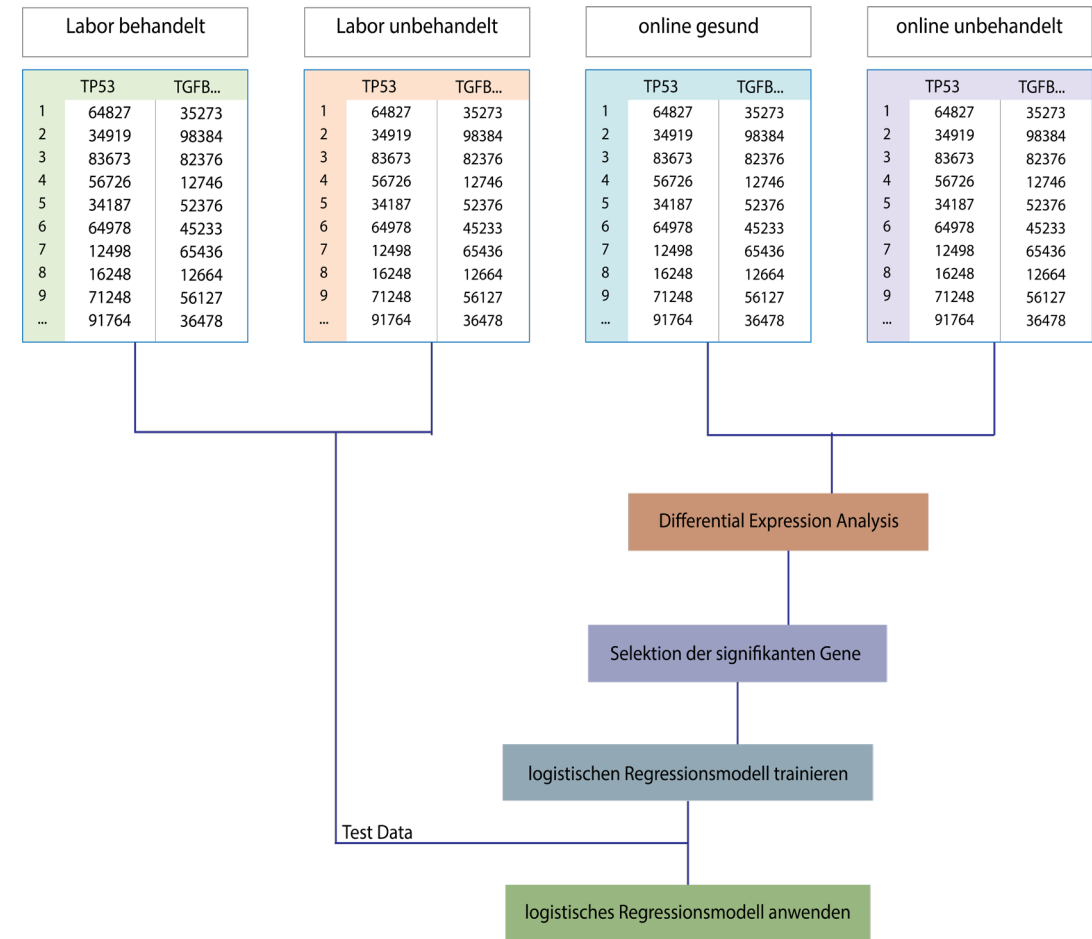 Labor behandelt
Labor unbehandelt
online gesund
online unbehandelt
TP53 TGFB...
1 64827 35273
2 34919 98384
3 83673 82376
4 56726 12746
5 34187 52376
6 64978 45233
7 12498 65436
8 16248 12664
9 71248 56127
... 91764 36478
TP53 TGFB...
1 64827 35273
2 34919 98384
3 83673 82376
4 56726 12746
5 34187 52376
6 64978 45233
7 12498 65436
8 16248 12664
9 71248 56127
... 91764 36478
TP53 TGFB...
1 64827 35273
2 34919 98384
3 83673 82376
4 56726 12746
5 34187 52376
6 64978 45233
7 12498 65436
8 16248 12664
9 71248 56127
... 91764 36478
TP53 TGFB...
1 64827 35273
2 34919 98384
3 83673 82376
4 56726 12746
5 34187 52376
6 64978 45233
7 12498 65436
8 16248 12664
9 71248 56127
... 91764 36478
Differential Expression Analysis
Selektion der signifikanten Gene
logistischen Regressionsmodell trainieren
Test Data
logistisches Regressionsmodell anwenden